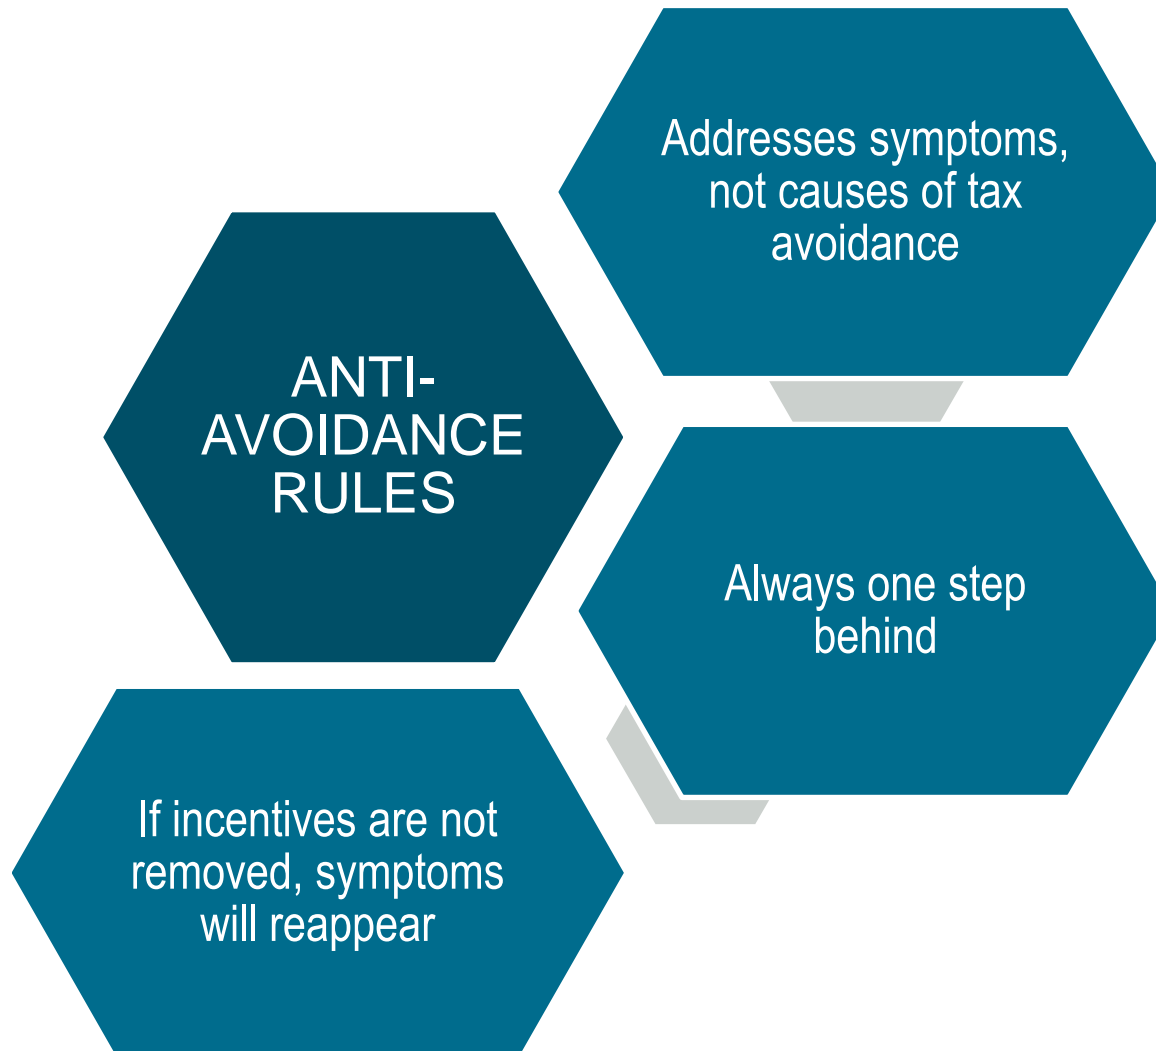 ANTI-
AVOIDANCE
RULES
Addresses symptoms,
not causes of tax
avoidance
Always one step
behind
If incentives are not
removed, symptoms
will reappear